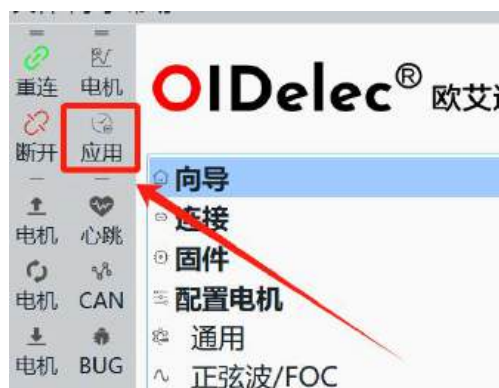 重连 电机
断开 应用
电机 心跳
电机 CAN
电机 BUG
OIDelec® 欧艾
向导
连接
固件
配置电机
通用
正弦波/FOC